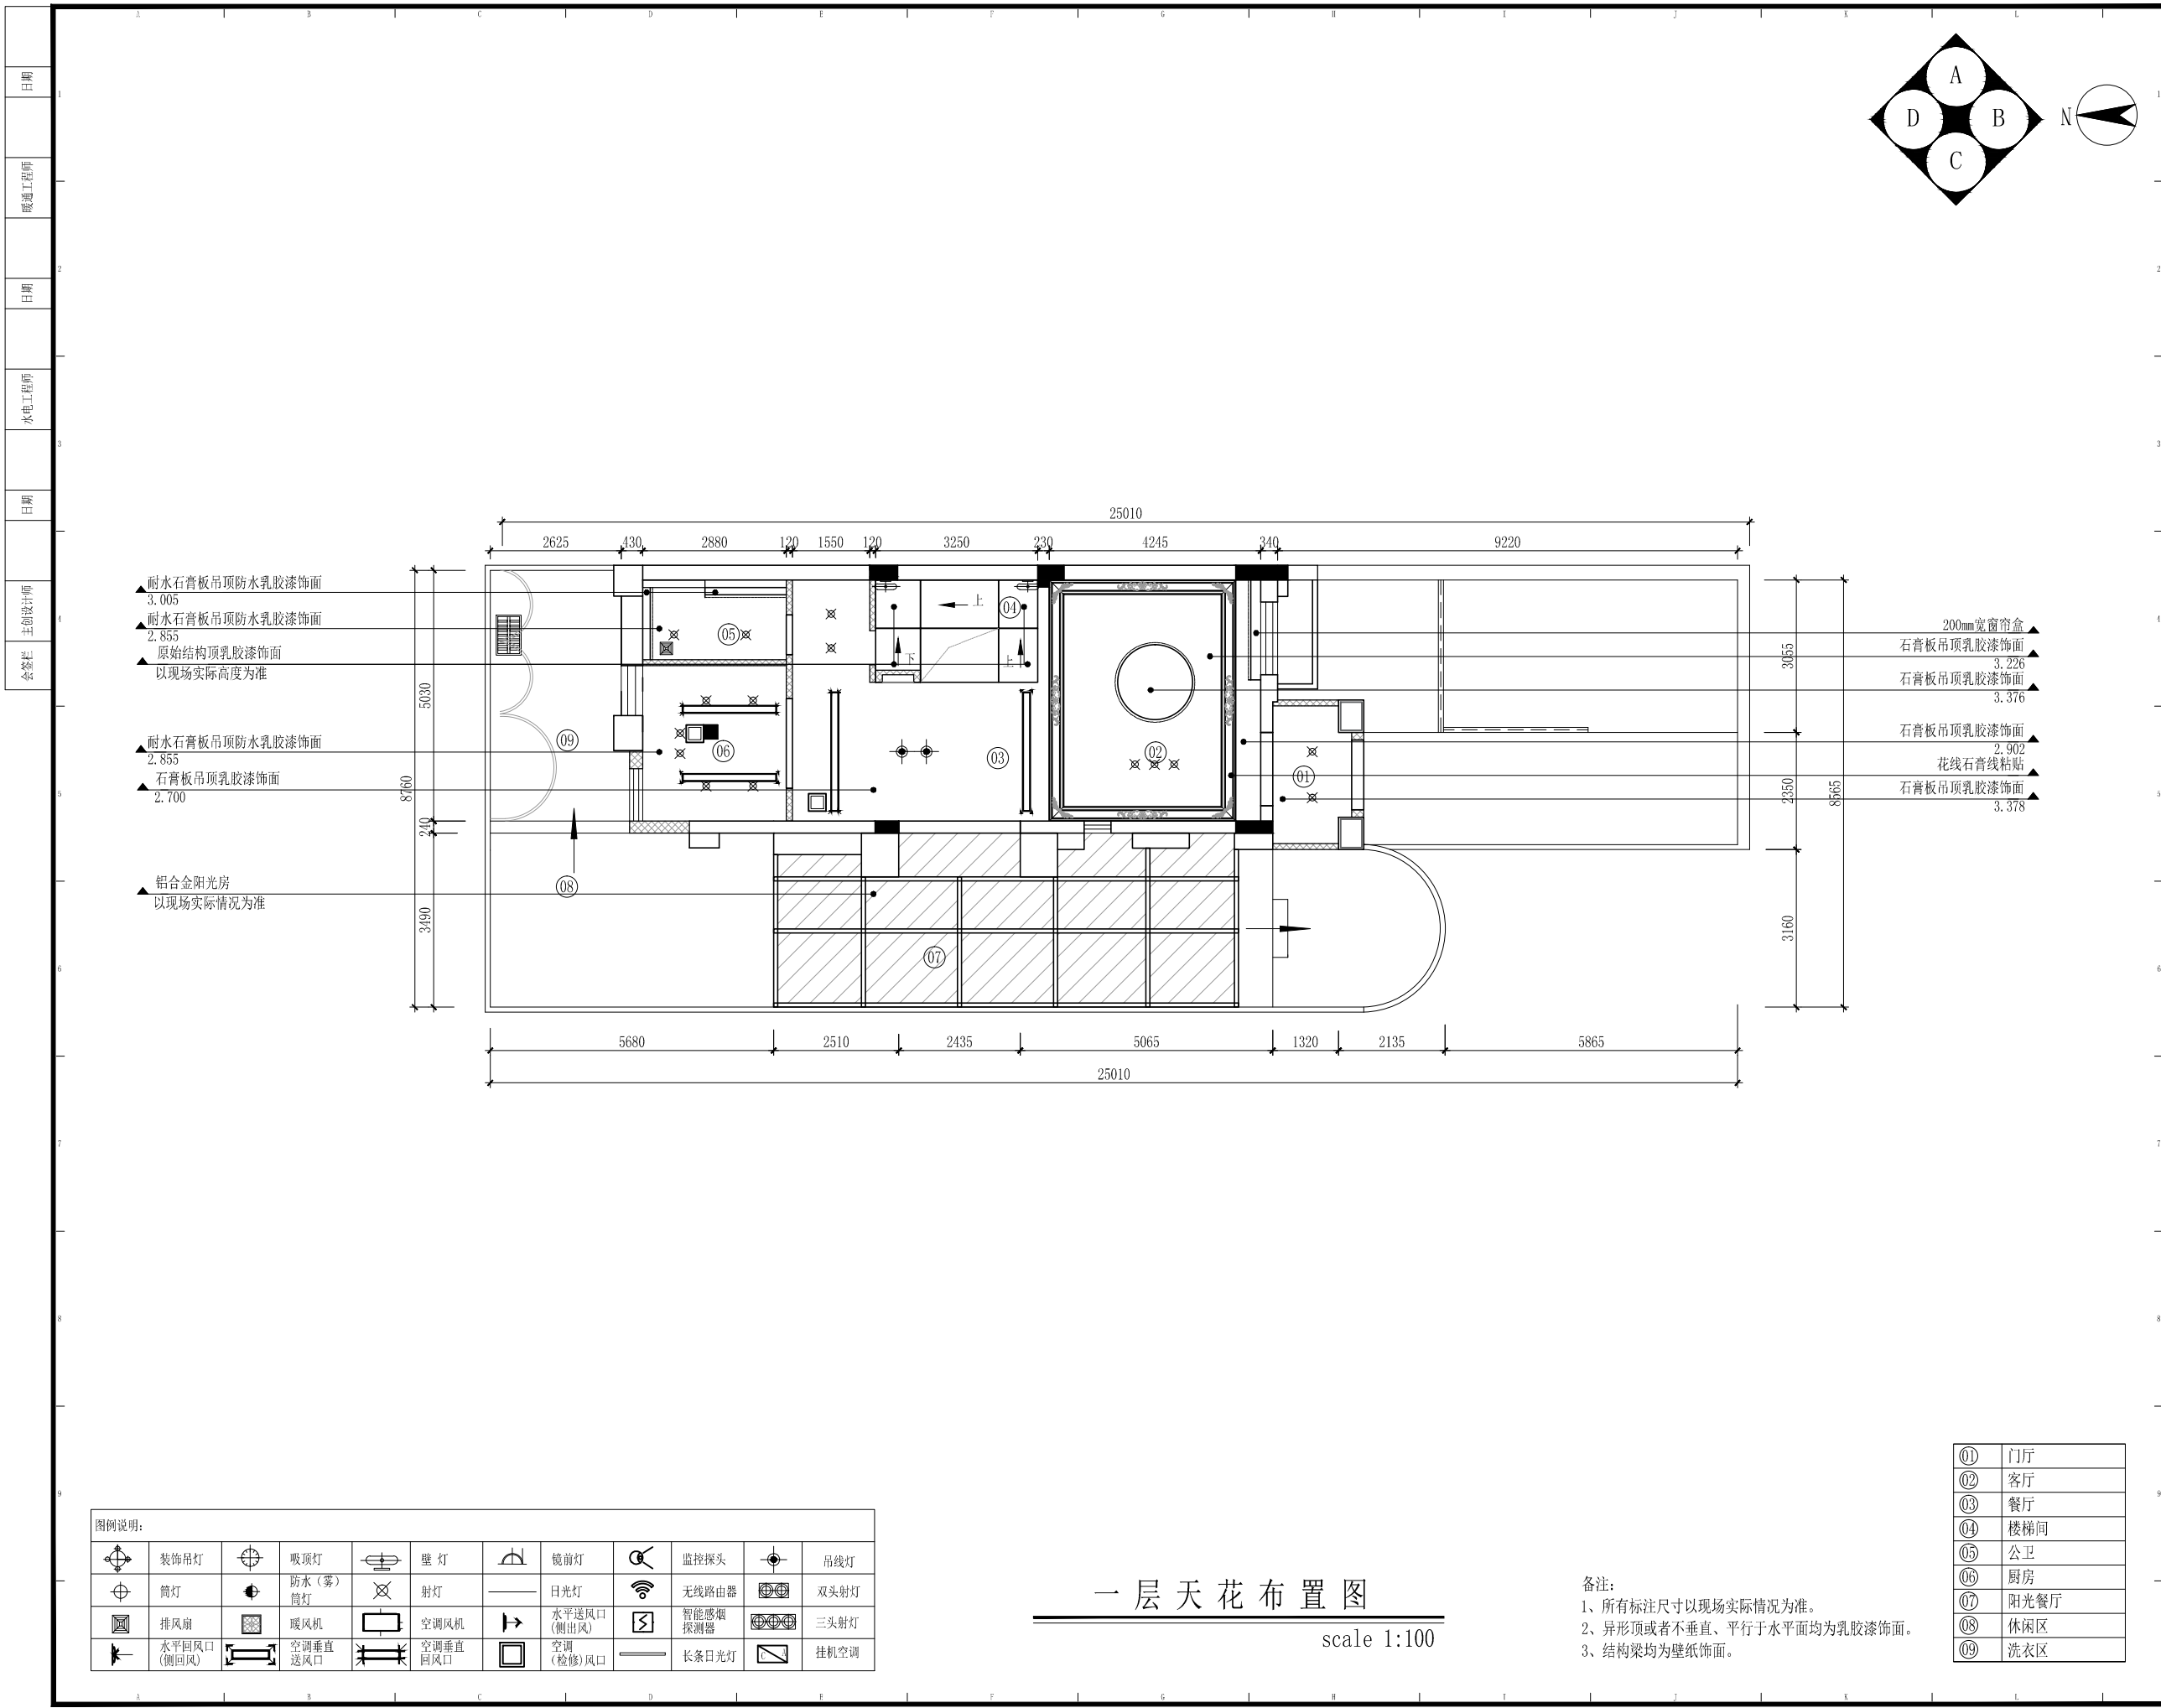 A B C D E F G H I J K L
日期
暖通工程师
日期
水电工程师
日期
主创设计师
会签栏
1
2
3
4
5
6
7
8
9
1
2
3
4
5
6
7
8
9
A
D
B
C
N
25010
2625 430 2880 120 1550 120 3250 230 4245 340 9220
耐水石膏板吊顶防水乳胶漆饰面
3.005
耐水石膏板吊顶防水乳胶漆饰面
2.855
原始结构顶乳胶漆饰面
以现场实际高度为准
耐水石膏板吊顶防水乳胶漆饰面
2.855
石膏板吊顶乳胶漆饰面
2.700
铝合金阳光房
以现场实际情况为准
8760
5030
240
3490
上
下
上
05
04
09
06
03
02
01
08
07
200mm宽窗帘盒
石膏板吊顶乳胶漆饰面
3.226
石膏板吊顶乳胶漆饰面
3.376
石膏板吊顶乳胶漆饰面
2.902
花线石膏线粘贴
石膏板吊顶乳胶漆饰面
3.378
3055
2350
3160
8565
5680 2510 2435 5065 1320 2135 5865
25010
图例说明:
装饰吊灯 吸顶灯 壁 灯 镜前灯 监控探头 吊线灯
筒灯 防水（雾）筒灯 射灯 日光灯 无线路由器 双头射灯
排风扇 暖风机 空调风机 水平送风口(侧出风) 智能感烟探测器 三头射灯
水平回风口(侧回风) 空调垂直送风口 空调垂直回风口 空调(检修)风口 长条日光灯 挂机空调
一层天花布置图
scale 1:100
备注:
1、所有标注尺寸以现场实际情况为准。
2、异形顶或者不垂直、平行于水平面均为乳胶漆饰面。
3、结构梁均为壁纸饰面。
01 门厅
02 客厅
03 餐厅
04 楼梯间
05 公卫
06 厨房
07 阳光餐厅
08 休闲区
09 洗衣区
A B C D E F G H I J K L